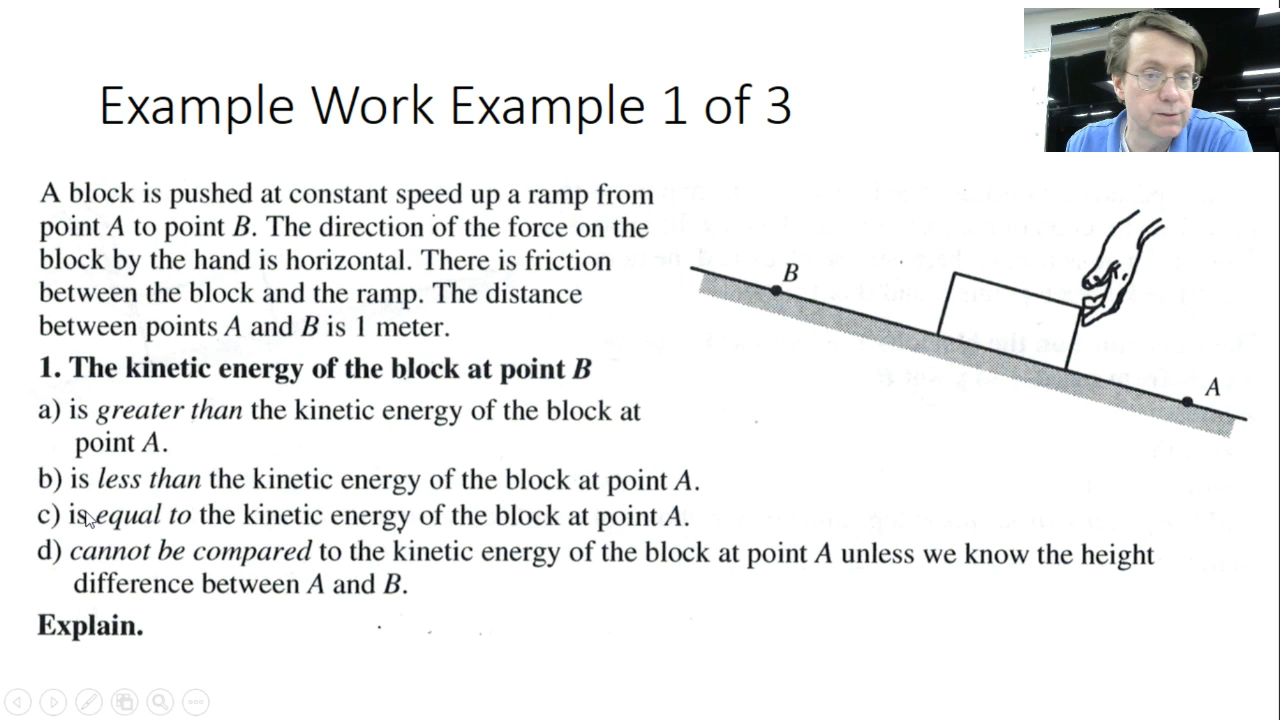 Example Work Example 1 of 3
A block is pushed at constant speed up a ramp from
point A to point B. The direction of the force on the
block by the hand is horizontal. There is friction
between the block and the ramp. The distance
between points A and B is 1 meter.
B
A
1. The kinetic energy of the block at point B
a) is greater than the kinetic energy of the block at
point A.
b) is less than the kinetic energy of the block at point A.
c) is equal to the kinetic energy of the block at point A.
d) cannot be compared to the kinetic energy of the block at point A unless we know the height
difference between A and B.
Explain.